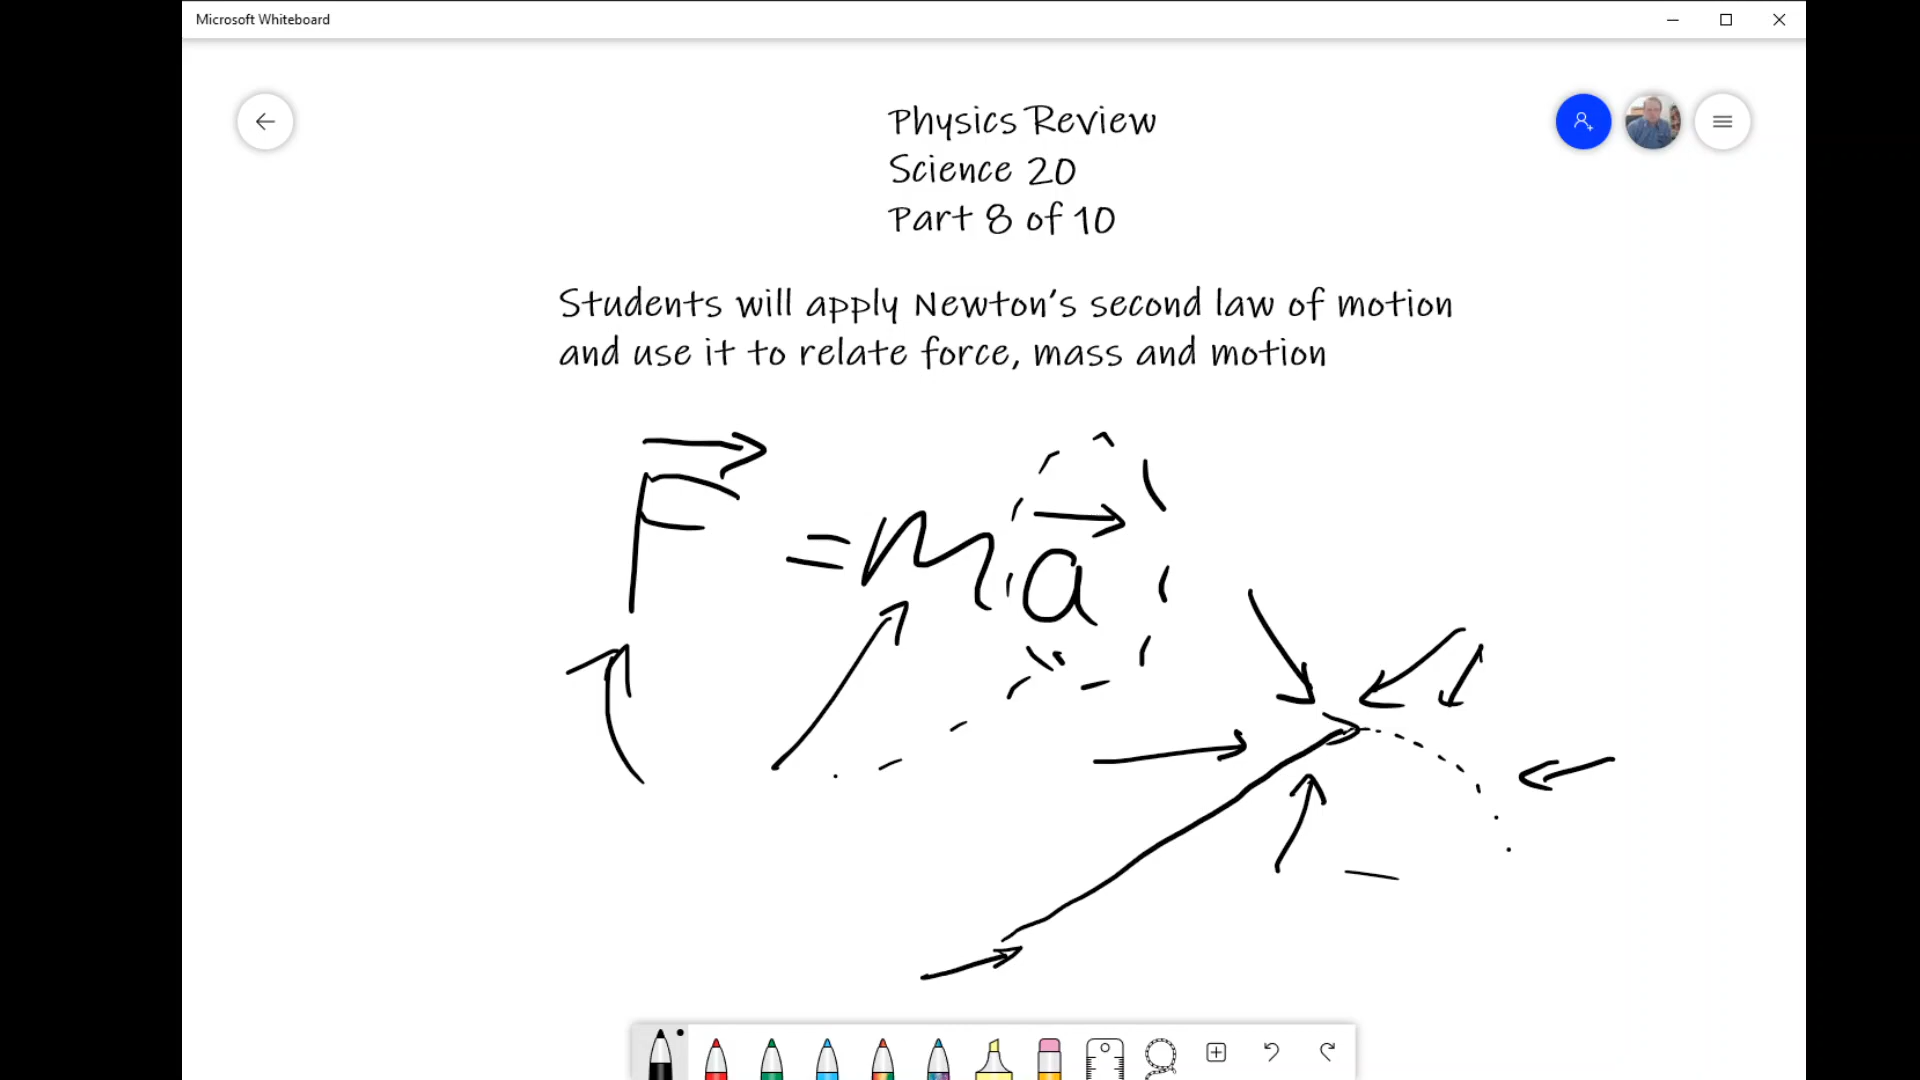 Microsoft Whiteboard
Physics Review
Science 20
Part 8 of 10
Students will apply Newton's second law of motion
and use it to relate force, mass and motion
F = ma